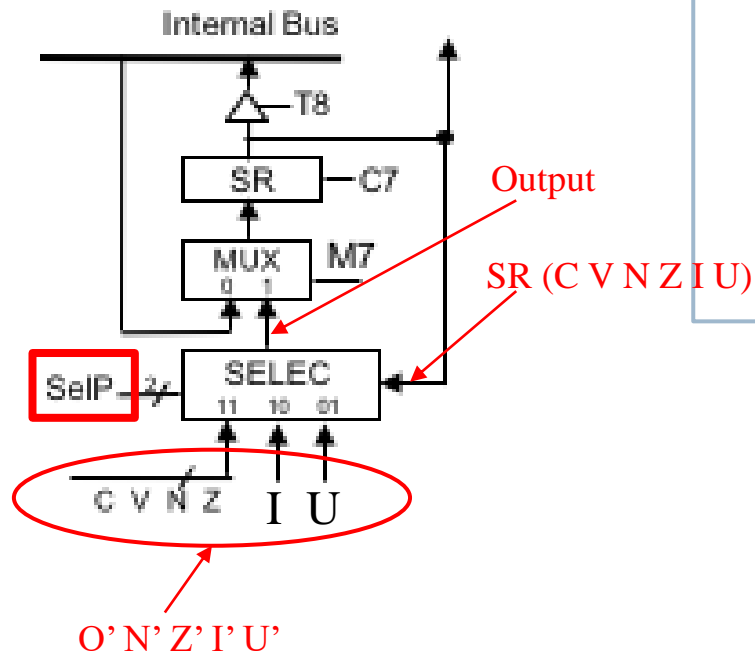 Internal Bus
T8
SR C7
Output
MUX M7
0 1
SR (C V N Z I U)
SelP 2 SELEC
11 10 01
C V N Z I U
O' N' Z' I' U'